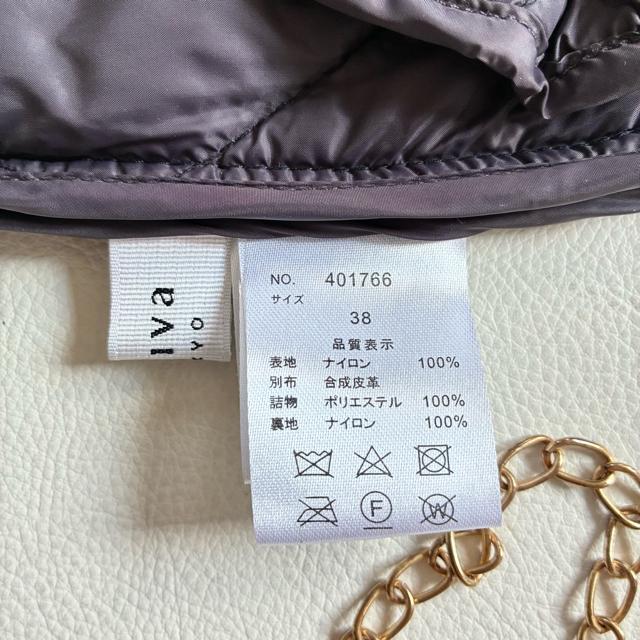 iva
KYO
NO. 401766
サイズ
38
品質表示
表地 ナイロン 100%
別布 合成皮革
詰物 ポリエステル 100%
裏地 ナイロン 100%
F
W